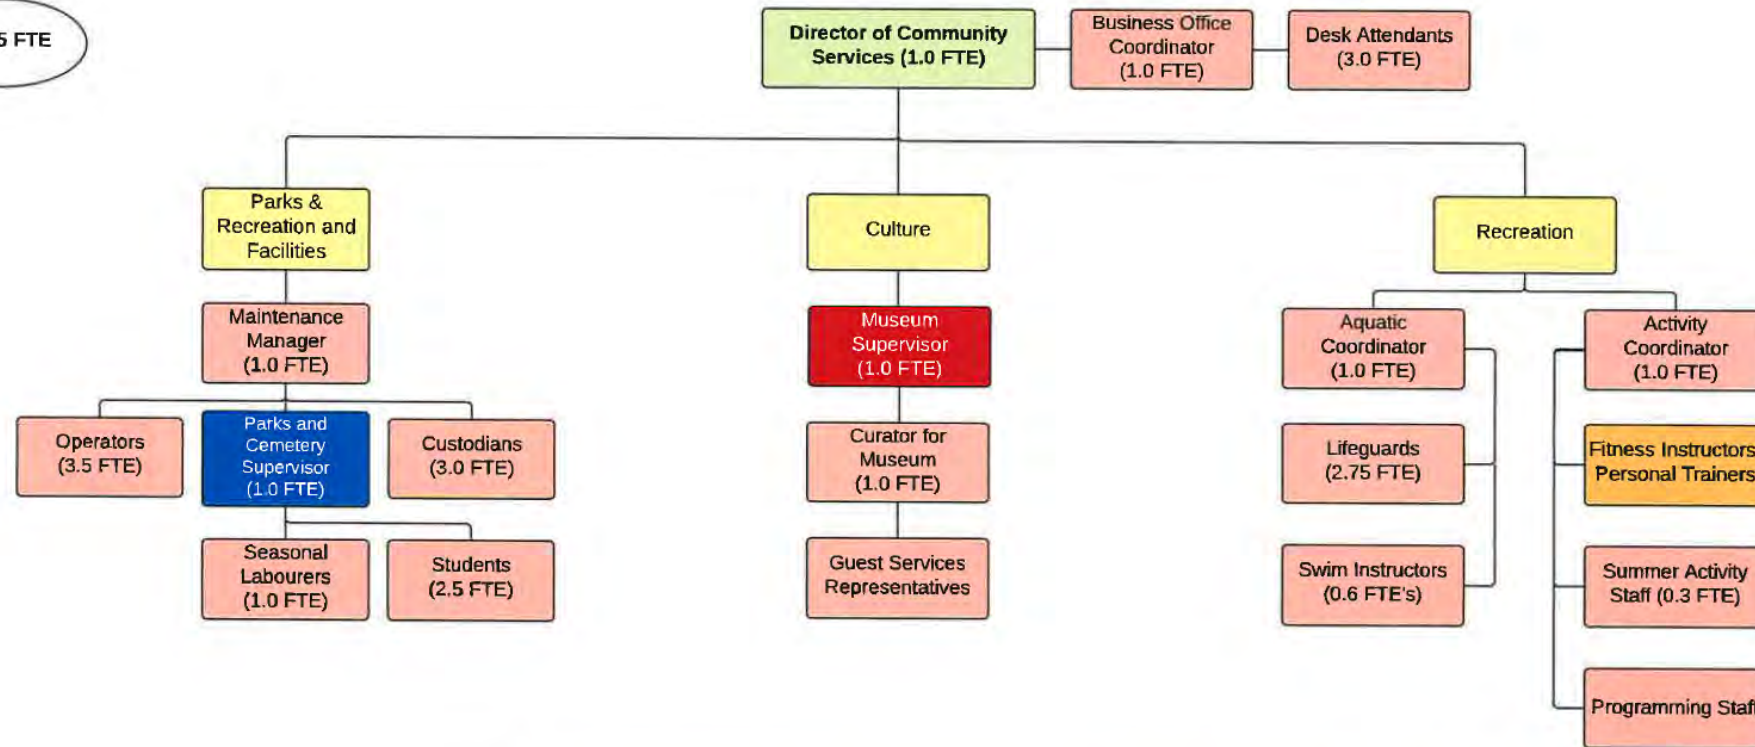 5 FTE
Director of Community
Services (1.0 FTE)
Business Office
Coordinator
(1.0 FTE)
Desk Attendants
(3.0 FTE)
Parks &
Recreation and
Facilities
Culture
Recreation
Maintenance
Manager
(1.0 FTE)
Museum
Supervisor
(1.0 FTE)
Aquatic
Coordinator
(1.0 FTE)
Activity
Coordinator
(1.0 FTE)
Operators
(3.5 FTE)
Parks and
Cemetery
Supervisor
(1.0 FTE)
Custodians
(3.0 FTE)
Curator for
Museum
(1.0 FTE)
Lifeguards
(2.75 FTE)
Fitness Instructors
Personal Trainers
Seasonal
Labourers
(1.0 FTE)
Students
(2.5 FTE)
Guest Services
Representatives
Swim Instructors
(0.6 FTE's)
Summer Activity
Staff (0.3 FTE)
Programming Staff